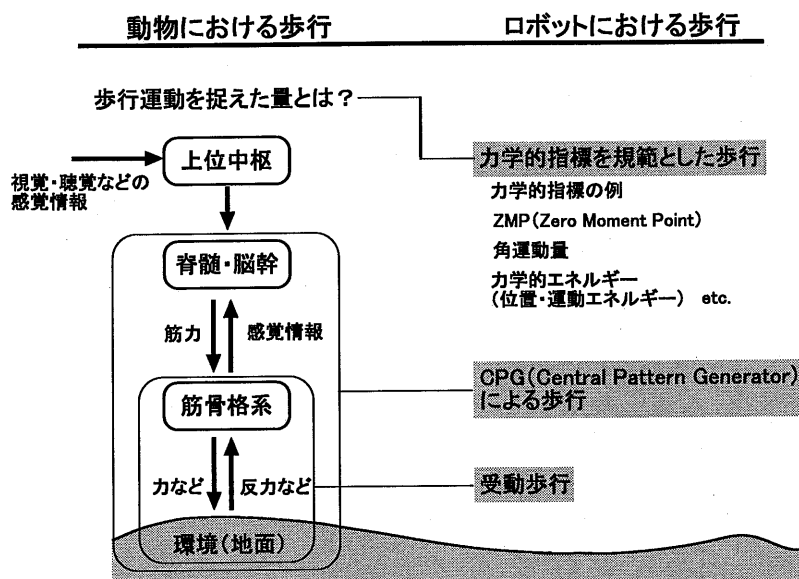 動物における歩行
ロボットにおける歩行
歩行運動を捉えた量とは？
上位中枢
視覚・聴覚などの
感覚情報
脊髄・脳幹
筋力
感覚情報
筋骨格系
力など
反力など
環境（地面）
力学的指標を規範とした歩行
力学的指標の例
ZMP（Zero Moment Point）
角運動量
力学的エネルギー
（位置・運動エネルギー） etc.
CPG（Central Pattern Generator）
による歩行
受動歩行